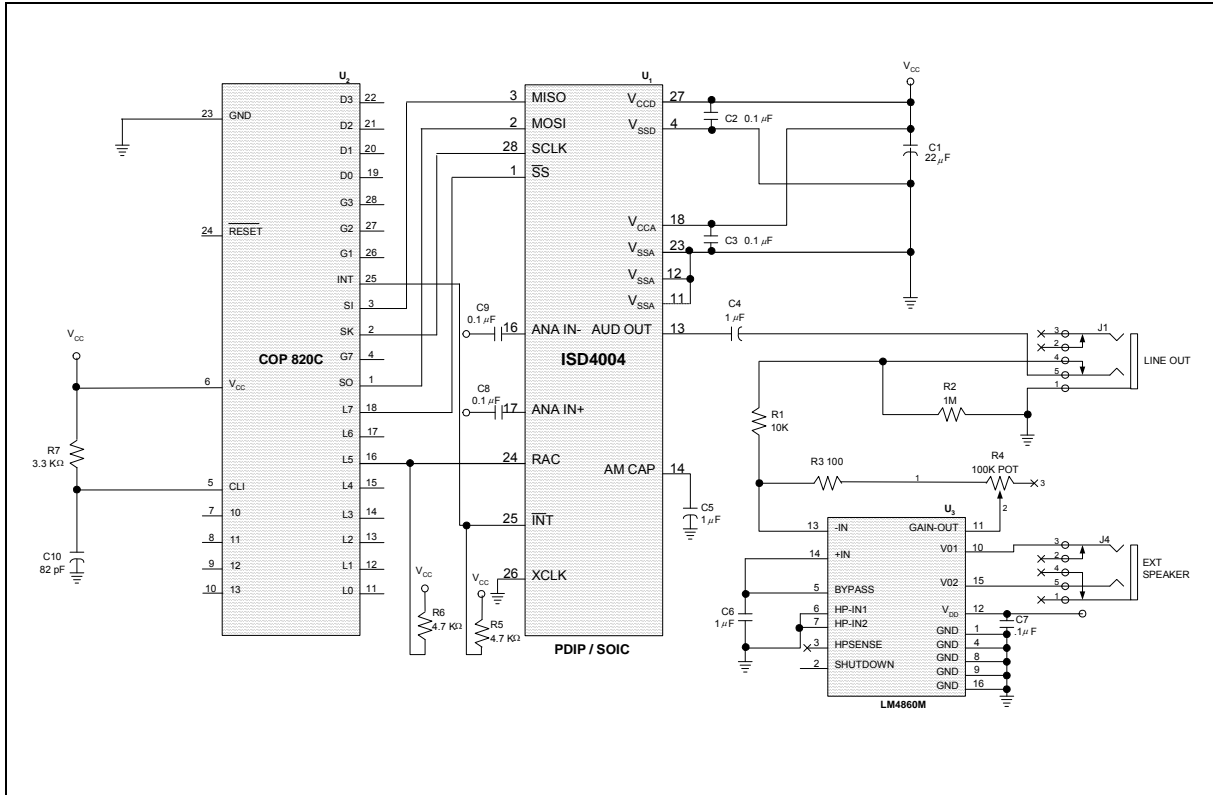 U2
COP 820C
23 GND
24 RESET
VCC
6 VCC
R7
3.3 KΩ
5 CLI
7 10
8 11
9 12
10 13
C10
82 pF
D3 22
D2 21
D1 20
D0 19
G3 28
G2 27
G1 26
INT 25
SI 3
SK 2
G7 4
SO 1
L7 18
L6 17
L5 16
L4 15
L3 14
L2 13
L1 12
L0 11
VCC
R6
4.7 KΩ
VCC
R5
4.7 KΩ
U1
ISD4004
3 MISO
2 MOSI
28 SCLK
1 SS
C9
0.1 µF
16 ANA IN-
C8
0.1 µF
17 ANA IN+
24 RAC
25 INT
26 XCLK
PDIP / SOIC
VCCD 27
VSSD 4
VCCA 18
VSSA 23
VSSA 12
VSSA 11
AUD OUT 13
AM CAP 14
C2 0.1 µF
C3 0.1 µF
VCC
C1
22 µF
C4
1 µF
C5
1 µF
J1
3
2
4
5
1
LINE OUT
R2
1M
R1
10K
R3 100
1
R4
100K POT
3
2
U3
13 -IN
14 +IN
5 BYPASS
6 HP-IN1
7 HP-IN2
3 HPSENSE
2 SHUTDOWN
GAIN-OUT 11
V01 10
V02 15
VDD 12
GND 1
GND 4
GND 8
GND 9
GND 16
LM4860M
C6
1 µF
C7
.1 µF
J4
3
2
4
5
1
EXT
SPEAKER